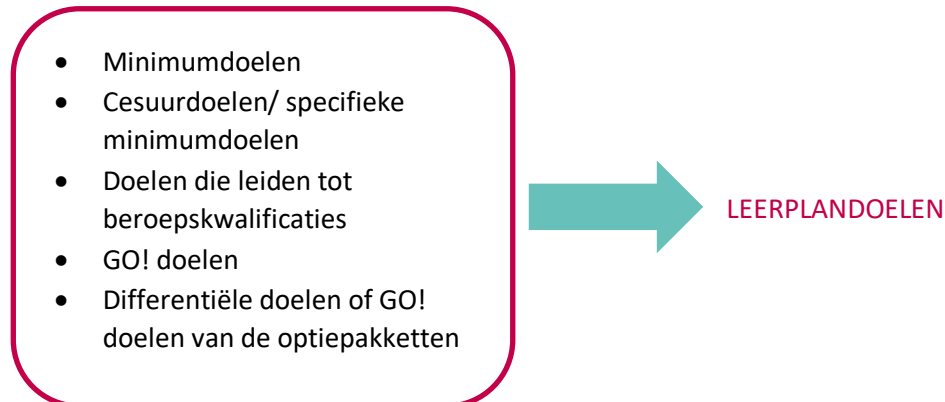 • Minimumdoelen
• Cesuurdoelen/ specifieke
minimumdoelen
• Doelen die leiden tot
beroepskwalificaties
• GO! doelen
• Differentiële doelen of GO!
doelen van de optiepakketten
LEERPLANDOELEN